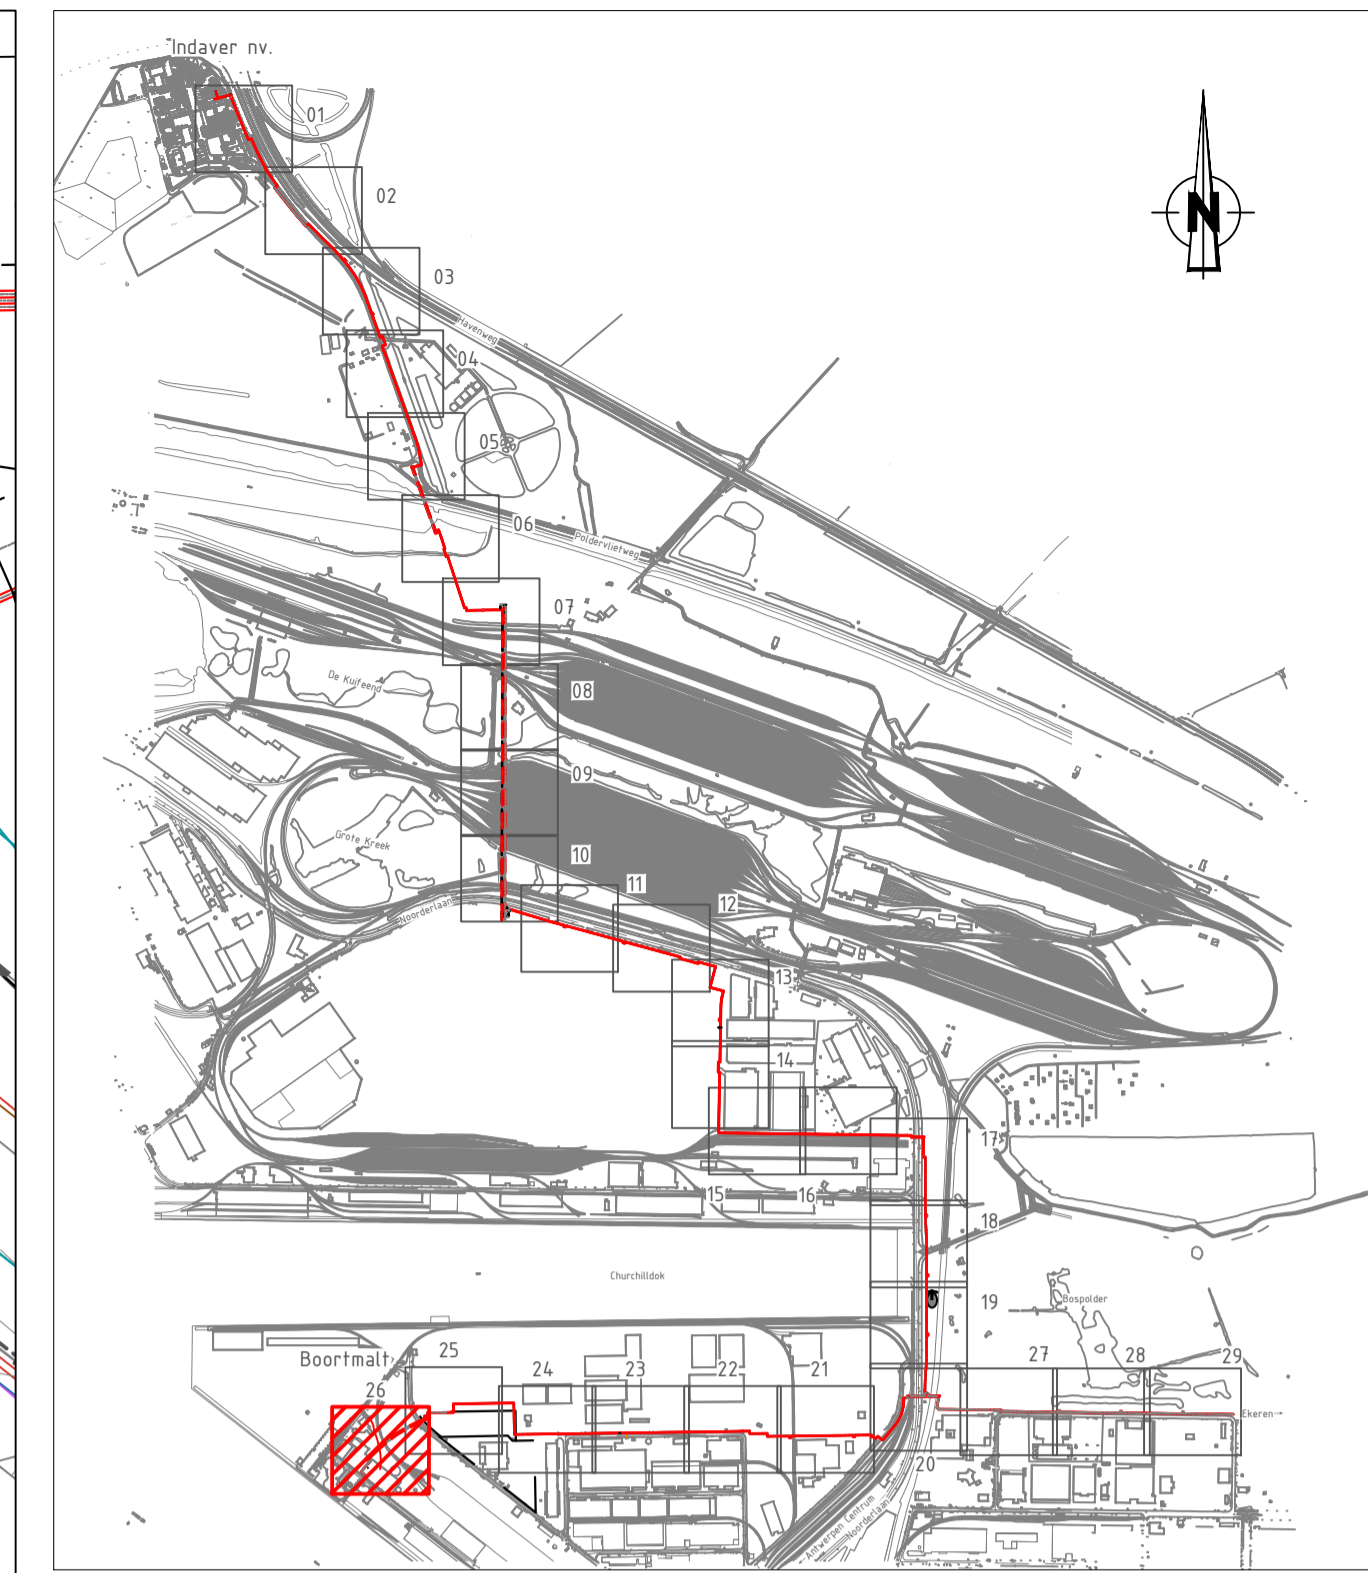 Indaver nv.
01
02
N
03
Havenweg
04
05
06
Poldervlietweg
07
De Kuifeend
08
09
Grote Kreek
10
11
Noorderlaan
12
13
14
17
15
16
18
Churchilldok
19
Bospolder
Boortmalt
25
24
23
22
21
27
28
29
26
Ekeren
20
Antwerpen Centrum
Noorderlaan